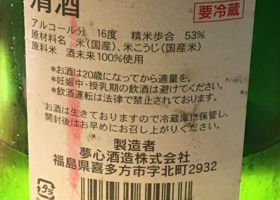 清酒
要冷蔵
アルコール分 16度 精米歩合 53%
原材料名 米(国産)、米こうじ(国産米)
原料米 酒未来100%使用
*お酒は20歳になってから適量を。
*妊娠中・授乳期の飲酒は避けてください。
*飲酒運転は法律で禁止されております。
お酒は生きておりますので冷蔵庫に保管し、
開封後はお早めにお召し上がりください。
製造者
夢心酒造株式会社
福島県喜多方市字北町2932